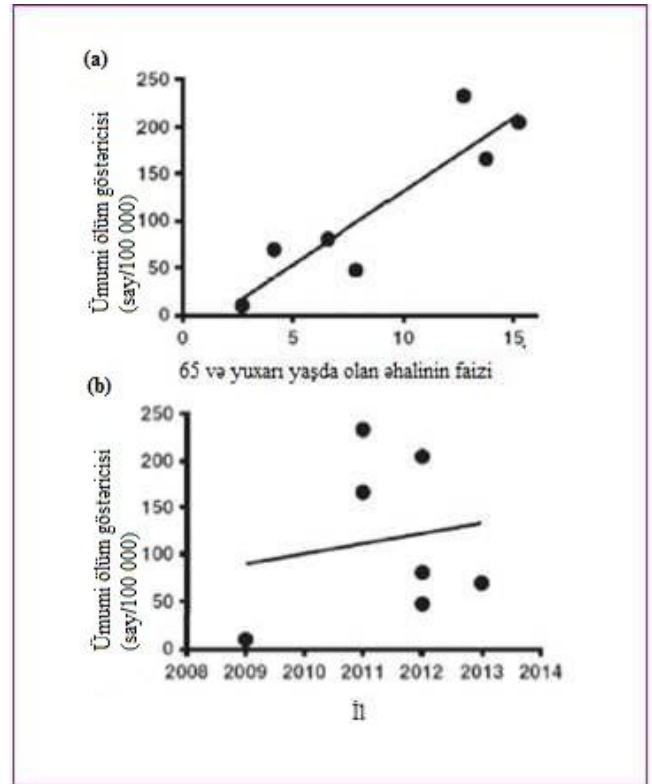 (a)
Ümumi ölüm göstəricisi
(say/100 000)
250
200
150
100
50
0
0 5 10 15
65 və yuxarı yaşda olan əhalinin faizi
(b)
Ümumi ölüm göstəricisi
(say/100 000)
250
200
150
100
50
0
2008 2009 2010 2011 2012 2013 2014
İl